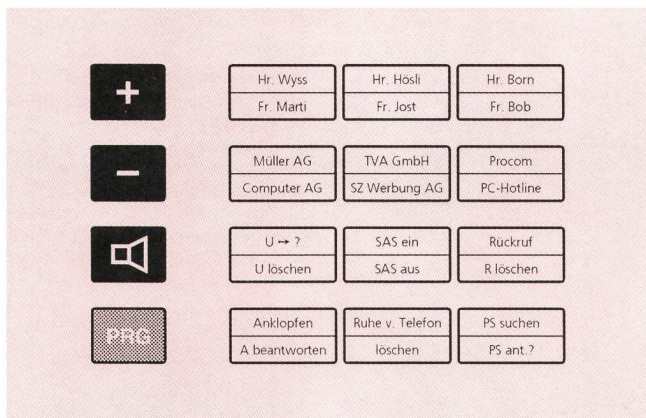 + Hr. Wyss Hr. Hösli Hr. Born
Fr. Marti Fr. Jost Fr. Bob
− Müller AG TVA GmbH Procom
Computer AG SZ Werbung AG PC-Hotline
U ↔ ? SAS ein Rückruf
U löschen SAS aus R löschen
PRG Anklopfen Ruhe v. Telefon PS suchen
A beantworten löschen PS ant.?